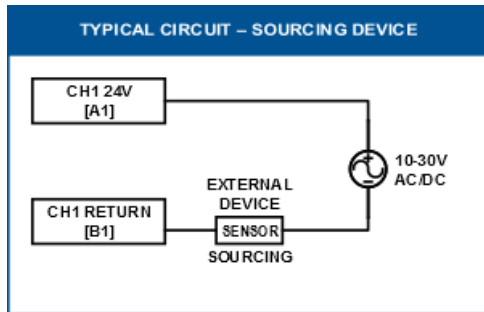 TYPICAL CIRCUIT – SOURCING DEVICE
CH1 24V
[A1]
10-30V
AC/DC
EXTERNAL
DEVICE
CH1 RETURN
[B1]
SENSOR
SOURCING